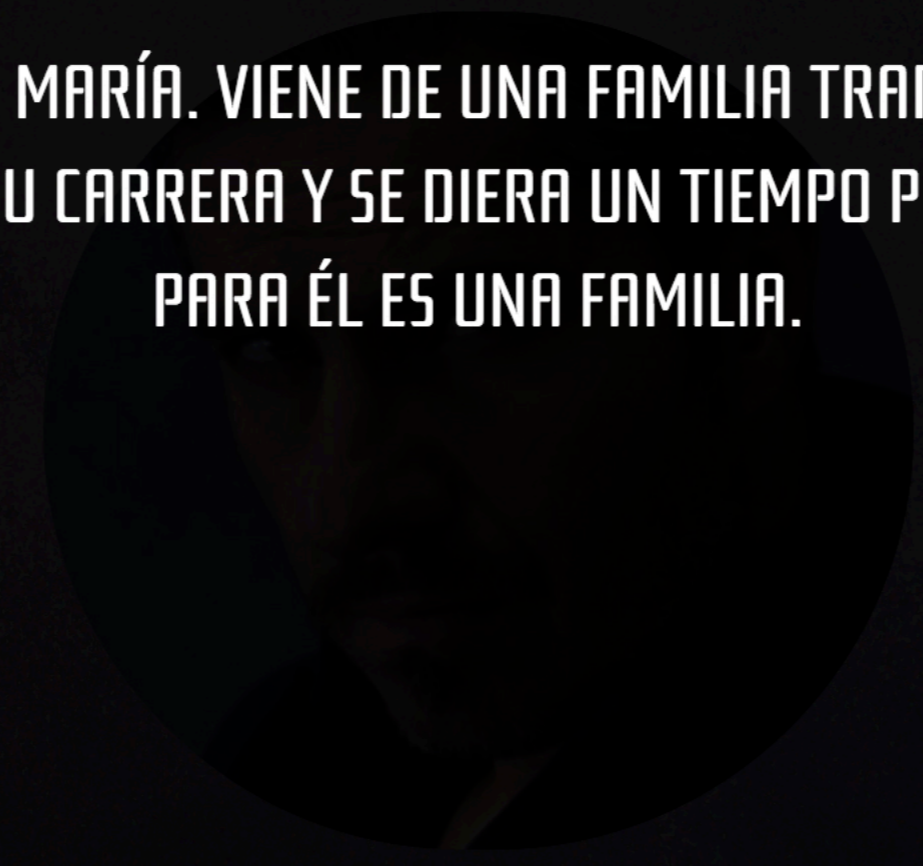 MARÍA. VIENE DE UNA FAMILIA
CARRERA Y SE DIERA UN TIEMPO
PARA ÉL ES UNA FAMILIA.